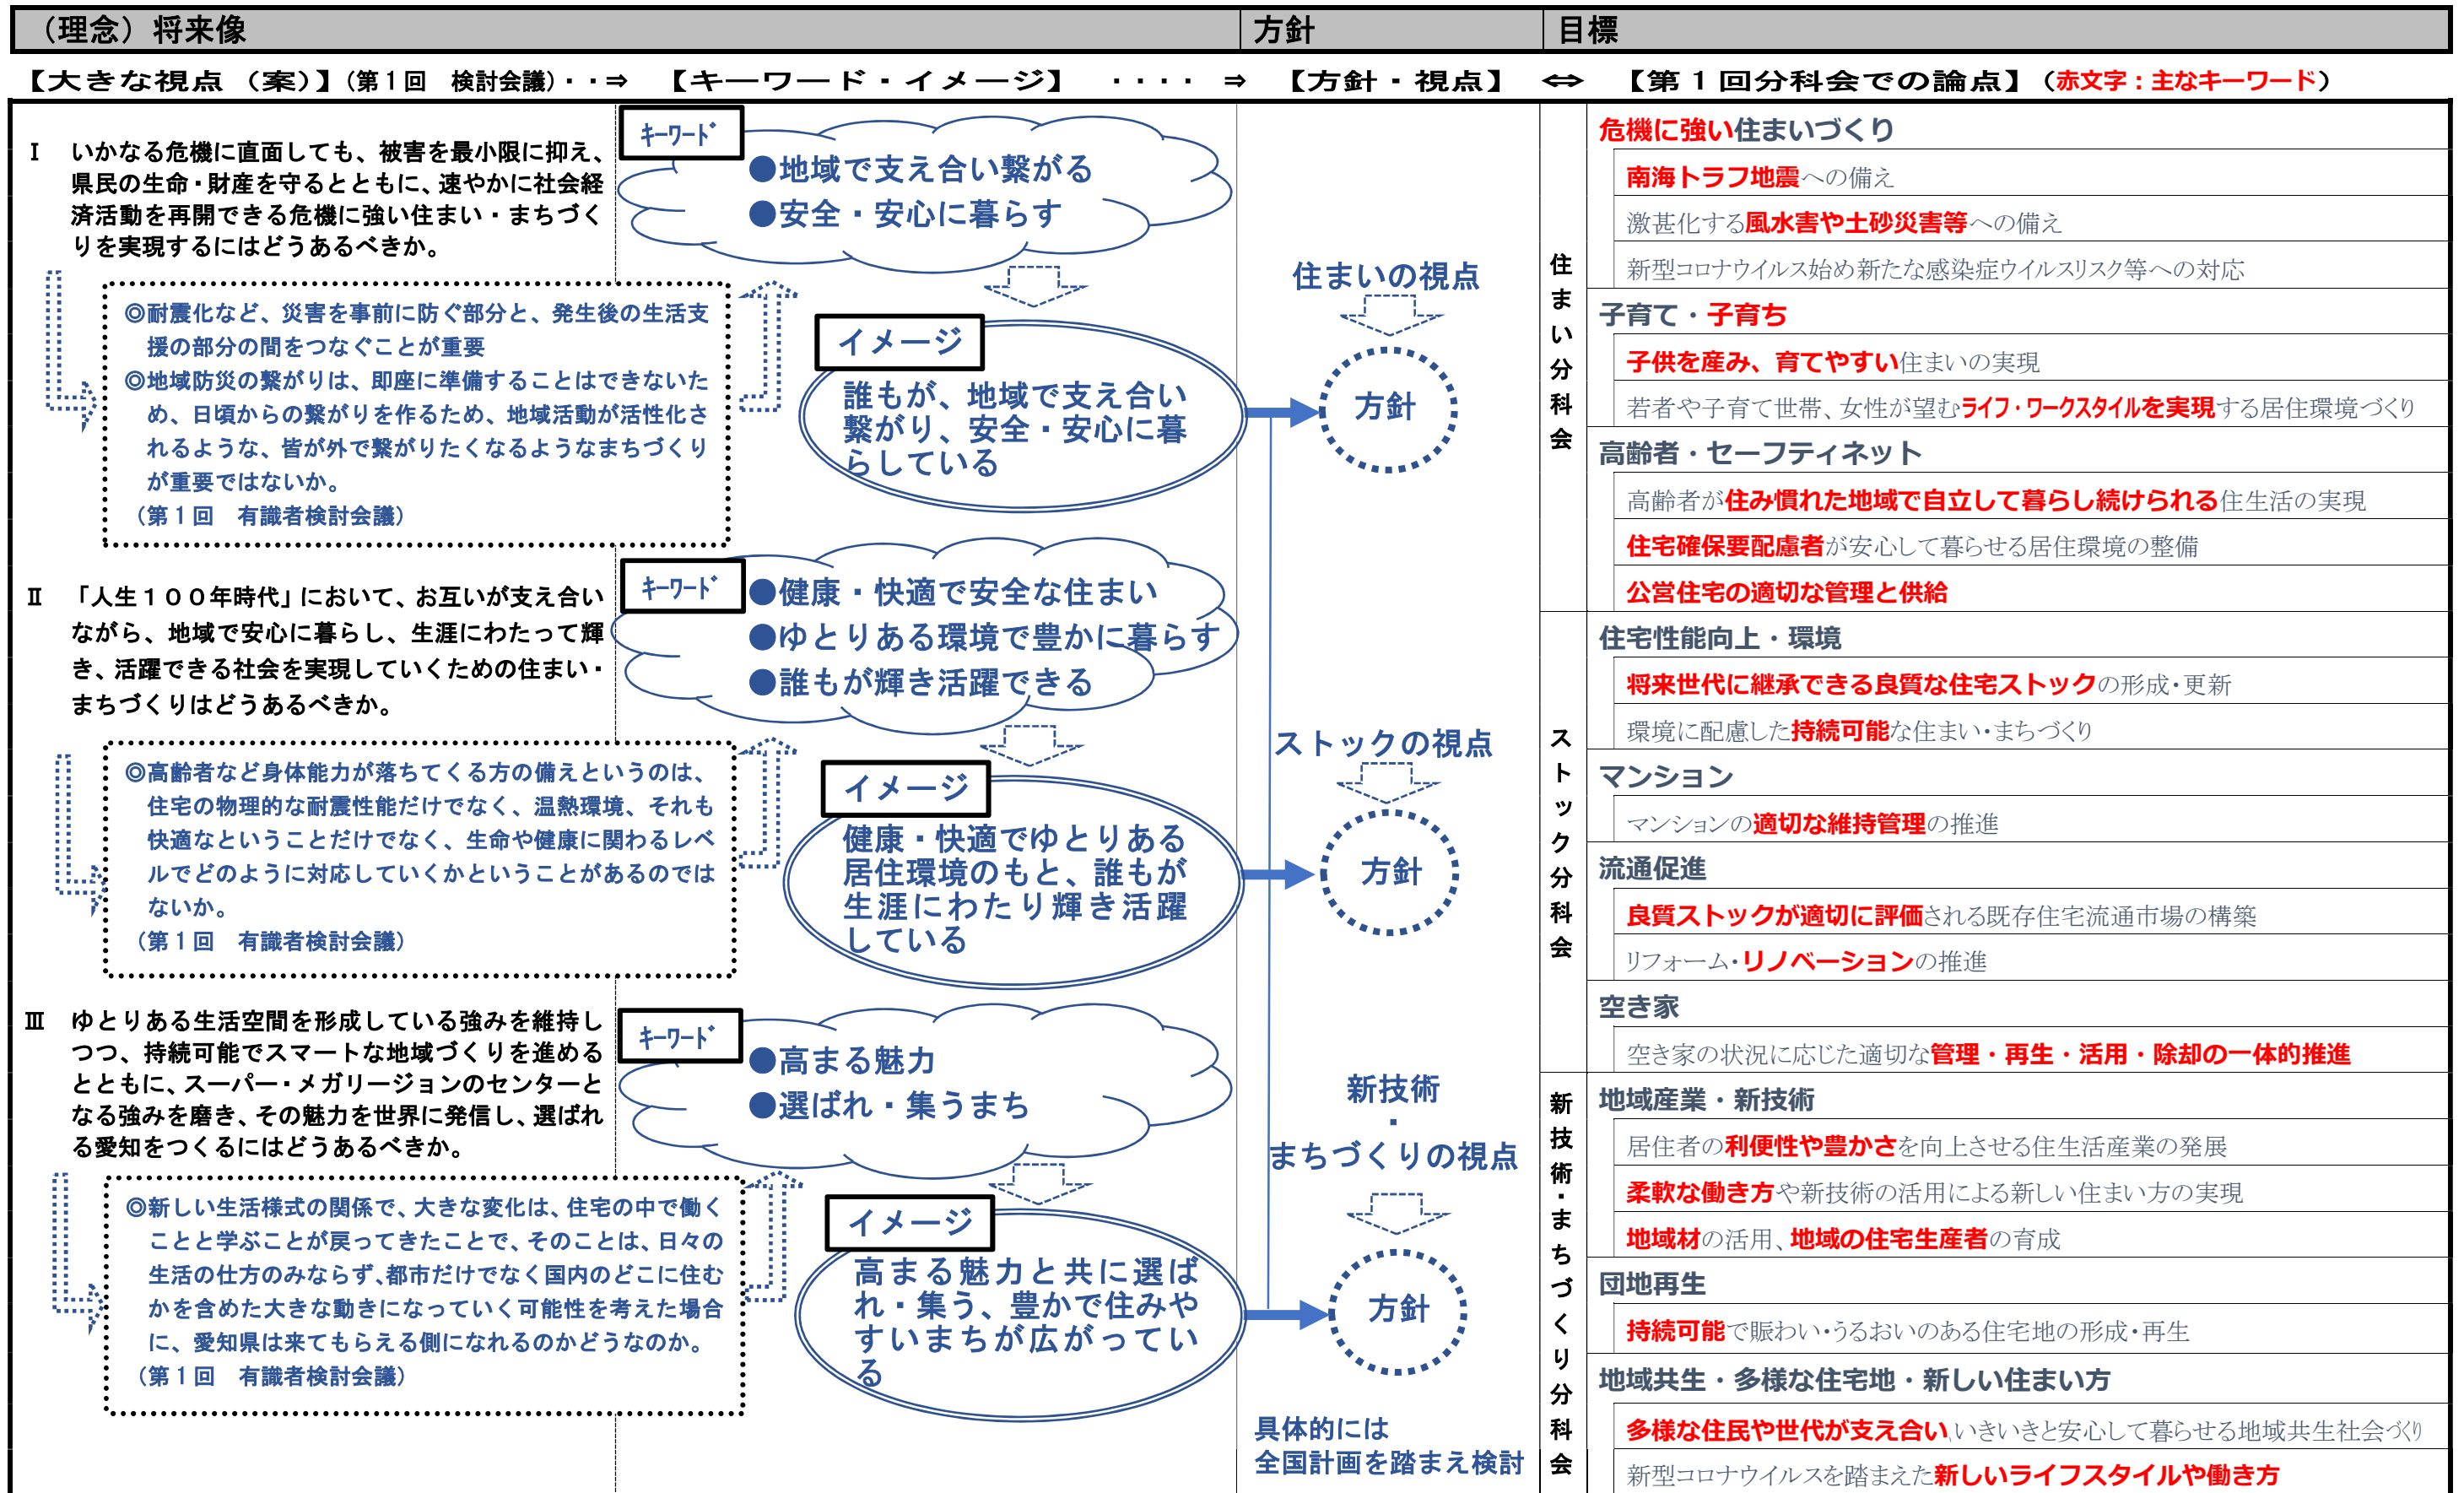 （理念）将来像
方針
目標
【大きな視点（案）】（第１回　検討会議）・・⇒　【キーワード・イメージ】　・・・・　⇒　【方針・視点】　⇔　【第１回分科会での論点】（赤文字：主なキーワード）
Ⅰ　いかなる危機に直面しても、被害を最小限に抑え、
県民の生命・財産を守るとともに、速やかに社会経
済活動を再開できる危機に強い住まい・まちづく
りを実現するにはどうあるべきか。
◎耐震化など、災害を事前に防ぐ部分と、発生後の生活支
援の部分の間をつなぐことが重要
◎地域防災の繋がりは、即座に準備することはできないた
め、日頃からの繋がりを作るため、地域活動が活性化さ
れるような、皆が外で繋がりたくなるようなまちづくり
が重要ではないか。
（第１回　有識者検討会議）
Ⅱ　「人生１００年時代」において、お互いが支え合い
ながら、地域で安心に暮らし、生涯にわたって輝
き、活躍できる社会を実現していくための住まい・
まちづくりはどうあるべきか。
◎高齢者など身体能力が落ちてくる方の備えというのは、
住宅の物理的な耐震性能だけでなく、温熱環境、それも
快適なということだけでなく、生命や健康に関わるレベ
ルでどのように対応していくかということがあるのでは
ないか。
（第１回　有識者検討会議）
Ⅲ　ゆとりある生活空間を形成している強みを維持し
つつ、持続可能でスマートな地域づくりを進める
とともに、スーパー・メガリージョンのセンターと
なる強みを磨き、その魅力を世界に発信し、選ばれ
る愛知をつくるにはどうあるべきか。
◎新しい生活様式の関係で、大きな変化は、住宅の中で働く
ことと学ぶことが戻ってきたことで、そのことは、日々の
生活の仕方のみならず、都市だけでなく国内のどこに住む
かを含めた大きな動きになっていく可能性を考えた場合
に、愛知県は来てもらえる側になれるのかどうなのか。
（第１回　有識者検討会議）
ｷｰﾜｰﾄﾞ
●地域で支え合い繋がる
●安全・安心に暮らす
イメージ
誰もが、地域で支え合い
繋がり、安全・安心に暮
らしている
ｷｰﾜｰﾄﾞ
●健康・快適で安全な住まい
●ゆとりある環境で豊かに暮らす
●誰もが輝き活躍できる
イメージ
健康・快適でゆとりある
居住環境のもと、誰もが
生涯にわたり輝き活躍
している
ｷｰﾜｰﾄﾞ
●高まる魅力
●選ばれ・集うまち
イメージ
高まる魅力と共に選ば
れ・集う、豊かで住みや
すいまちが広がってい
る
住まいの視点
方針
ストックの視点
方針
新技術
・
まちづくりの視点
方針
具体的には
全国計画を踏まえ検討
住まい分科会
危機に強い住まいづくり
南海トラフ地震への備え
激甚化する風水害や土砂災害等への備え
新型コロナウイルス始め新たな感染症ウイルスリスク等への対応
子育て・子育ち
子供を産み、育てやすい住まいの実現
若者や子育て世帯、女性が望むライフ・ワークスタイルを実現する居住環境づくり
高齢者・セーフティネット
高齢者が住み慣れた地域で自立して暮らし続けられる住生活の実現
住宅確保要配慮者が安心して暮らせる居住環境の整備
公営住宅の適切な管理と供給
ストック分科会
住宅性能向上・環境
将来世代に継承できる良質な住宅ストックの形成・更新
環境に配慮した持続可能な住まい・まちづくり
マンション
マンションの適切な維持管理の推進
流通促進
良質ストックが適切に評価される既存住宅流通市場の構築
リフォーム・リノベーションの推進
空き家
空き家の状況に応じた適切な管理・再生・活用・除却の一体的推進
新技術・まちづくり分科会
地域産業・新技術
居住者の利便性や豊かさを向上させる住生活産業の発展
柔軟な働き方や新技術の活用による新しい住まい方の実現
地域材の活用、地域の住宅生産者の育成
団地再生
持続可能で賑わい・うるおいのある住宅地の形成・再生
地域共生・多様な住宅地・新しい住まい方
多様な住民や世代が支え合い、いきいきと安心して暮らせる地域共生社会づくり
新型コロナウイルスを踏まえた新しいライフスタイルや働き方